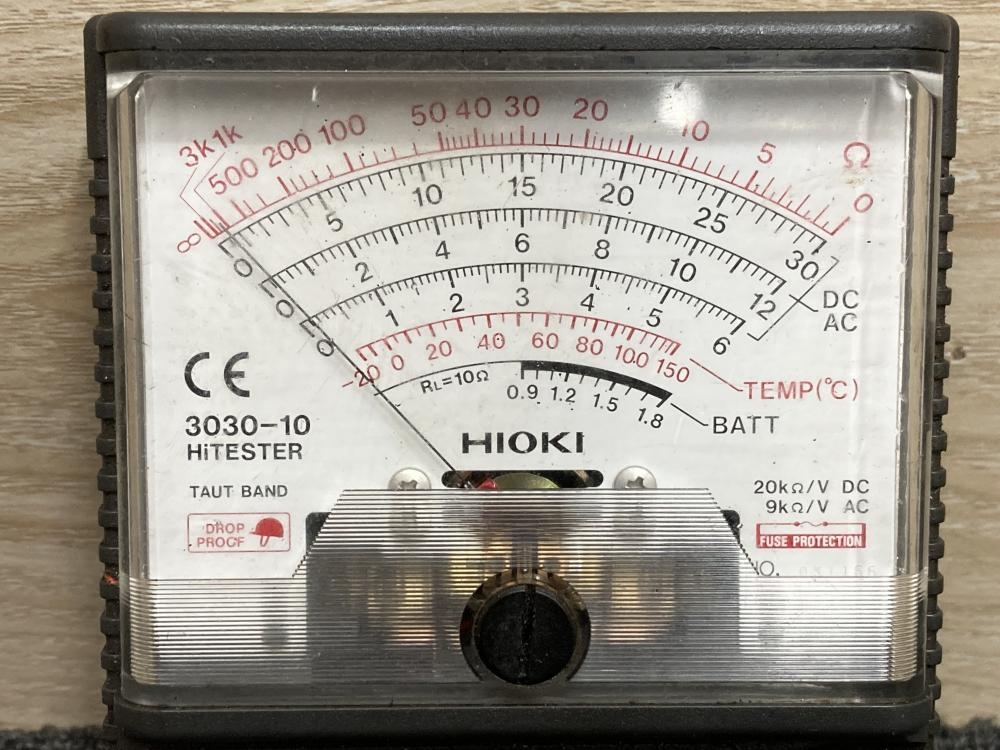 3k 1k
500 200 100 50 40 30 20 10 5 Ω
∞ 0
0 5 10 15 20 25 30
0 2 4 6 8 10 12
DC
AC
0 1 2 3 4 5 6
-20 0 20 40 60 80 100 150
TEMP(℃)
RL=10Ω
0.9 1.2 1.5 1.8
BATT
CE
3030-10
HiTESTER
HIOKI
TAUT BAND
20kΩ/V DC
9kΩ/V AC
DROP
PROOF
FUSE PROTECTION